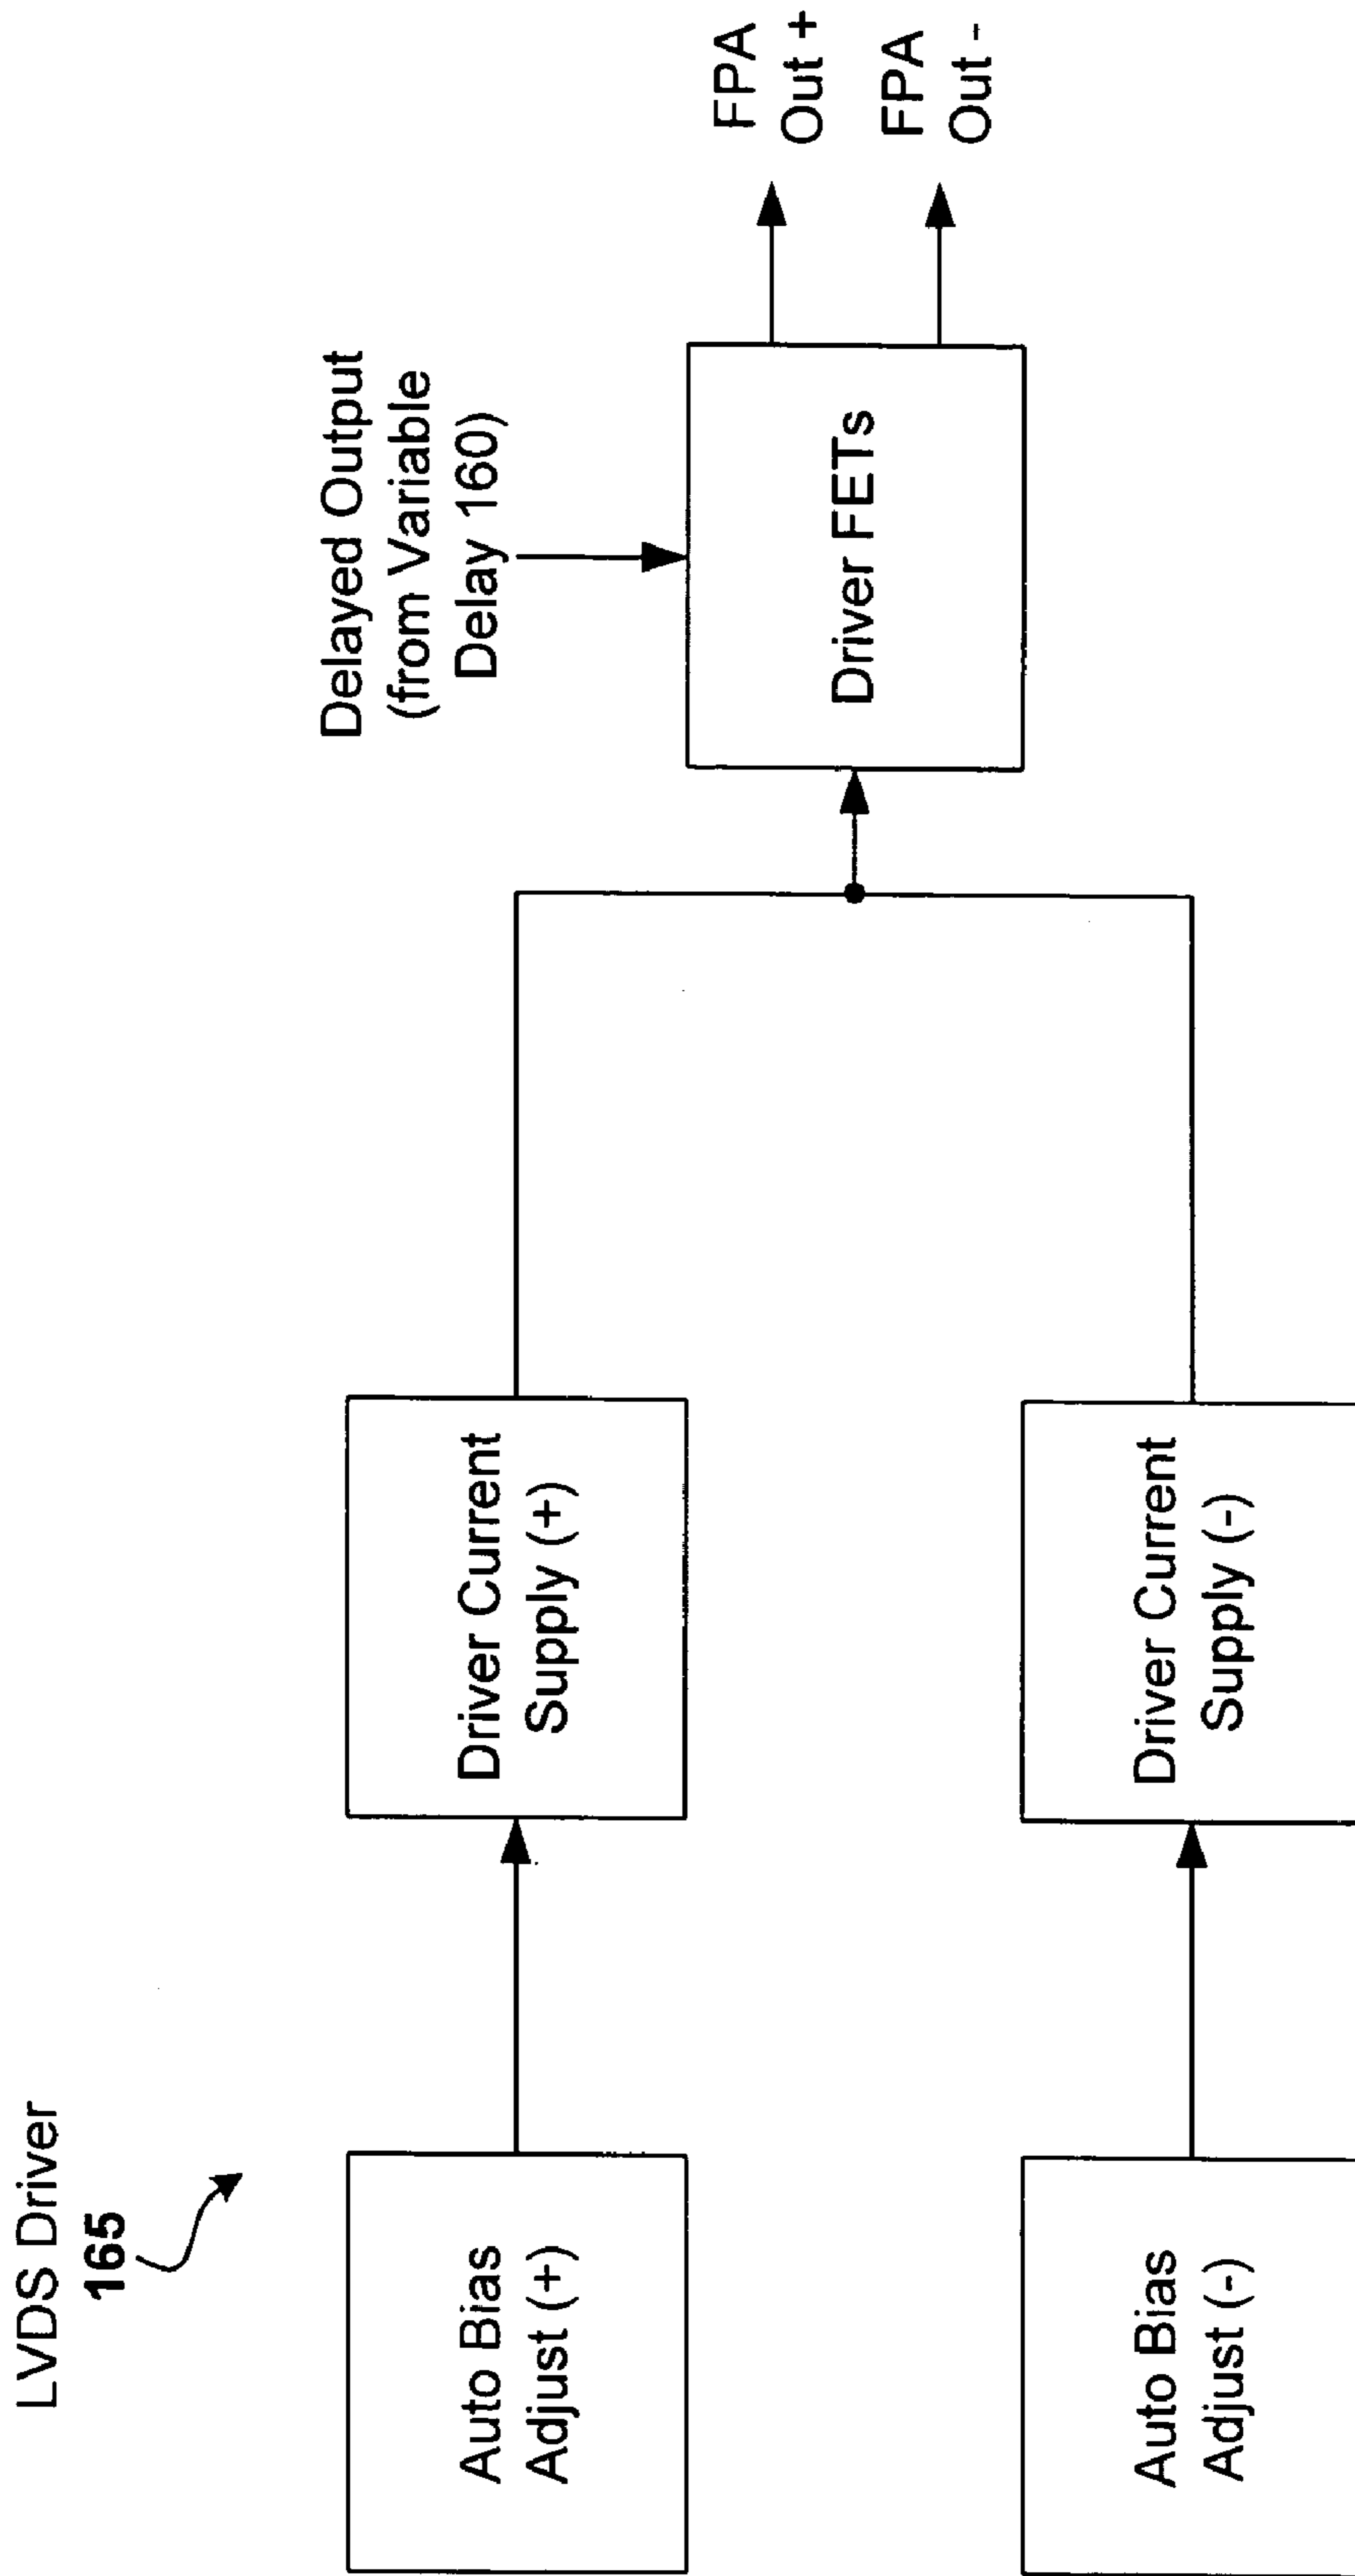 LVDS Driver
165
Auto Bias
Adjust (+)
Driver Current
Supply (+)
Auto Bias
Adjust (-)
Driver Current
Supply (-)
Delayed Output
(from Variable
Delay 160)
Driver FETs
FPA
Out +
FPA
Out -